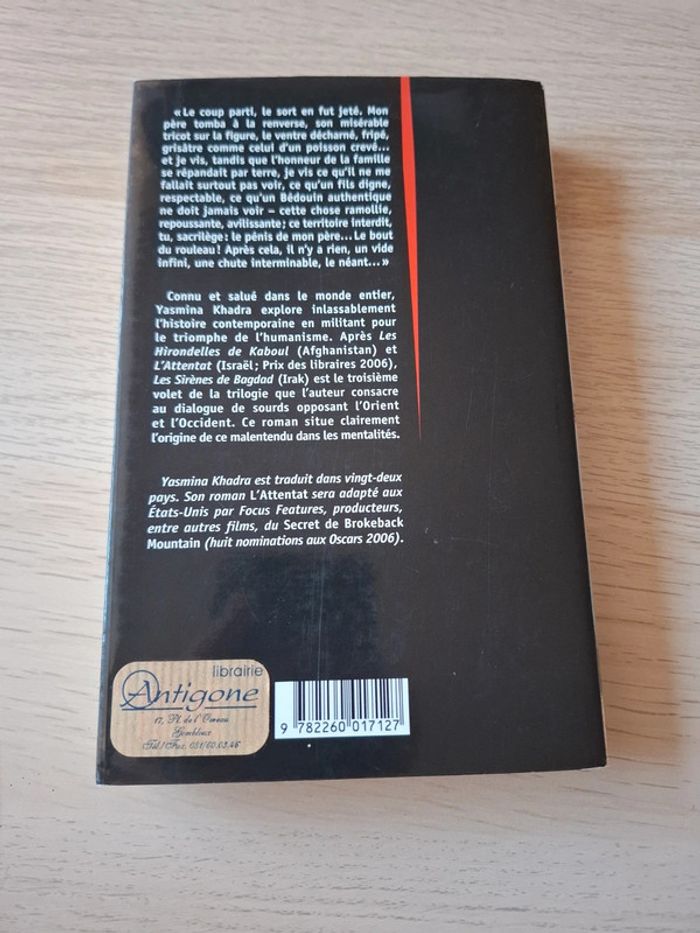 « Le coup parti, le sort en fut jeté. Mon
père tomba à la renverse, son misérable
tricot sur la figure, le ventre décharné, fripé,
grisâtre comme celui d'un poisson crevé...
et je vis, tandis que l'honneur de la famille
se répandait par terre, je vis ce qu'il ne me
fallait surtout pas voir, ce qu'un fils digne,
respectable, ce qu'un Bédouin authentique
ne doit jamais voir – cette chose ramollie,
repoussante, avilissante ; ce territoire interdit,
tu, sacrilège : le pénis de mon père... Le bout
du rouleau ! Après cela, il n'y a rien, un vide
infini, une chute interminable, le néant... »
Connu et salué dans le monde entier,
Yasmina Khadra explore inlassablement
l'histoire contemporaine en militant pour
le triomphe de l'humanisme. Après Les
Hirondelles de Kaboul (Afghanistan) et
L'Attentat (Israël ; Prix des libraires 2006),
Les Sirènes de Bagdad (Irak) est le troisième
volet de la trilogie que l'auteur consacre
au dialogue de sourds opposant l'Orient
et l'Occident. Ce roman situe clairement
l'origine de ce malentendu dans les mentalités.
Yasmina Khadra est traduit dans vingt-deux
pays. Son roman L'Attentat sera adapté aux
États-Unis par Focus Features, producteurs,
entre autres films, du Secret de Brokeback
Mountain (huit nominations aux Oscars 2006).
librairie
Antigone
17, Pl. de l'Orneau
Gembloux
Tél/Fax. 081/60.03.46
9 782260 017127